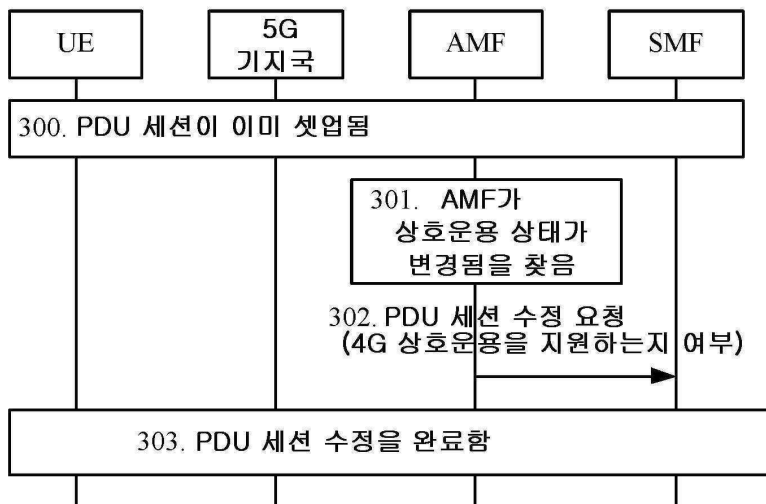 UE
5G
기지국
AMF
SMF
300. PDU 세션이 이미 셋업됨
301. AMF가
상호운용 상태가
변경됨을 찾음
302. PDU 세션 수정 요청
(4G 상호운용을 지원하는지 여부)
303. PDU 세션 수정을 완료함